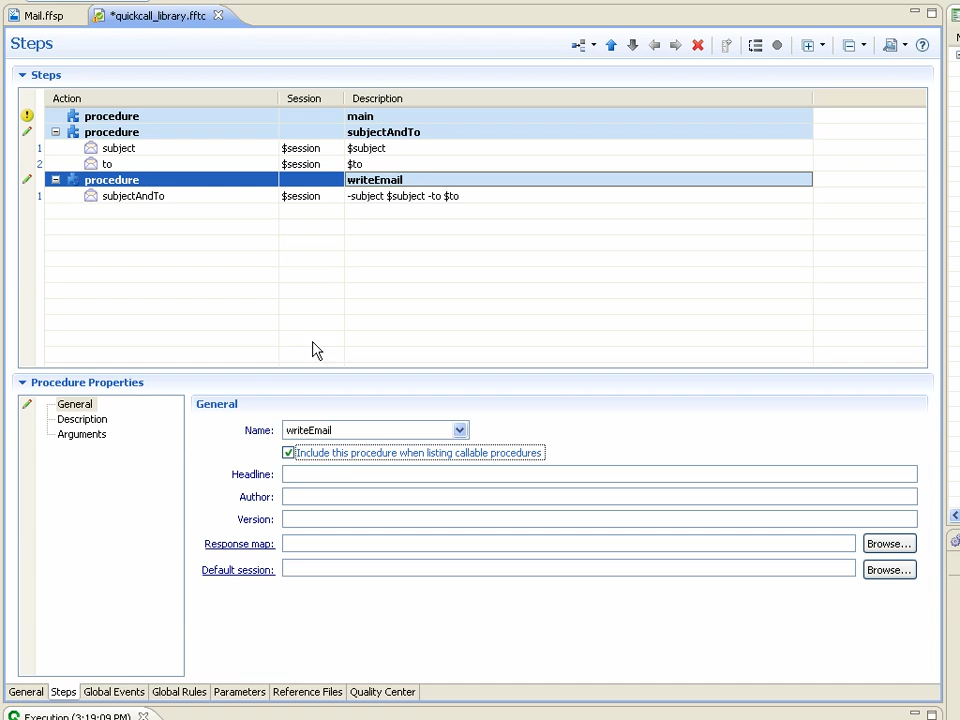 Mail.ffsp
*quickcall_library.fftc
Steps
Steps
Action Session Description
procedure main
procedure subjectAndTo
1 subject $session $subject
2 to $session $to
procedure writeEmail
1 subjectAndTo $session -subject $subject -to $to
Procedure Properties
General
Description
Arguments
General
Name: writeEmail
Include this procedure when listing callable procedures
Headline:
Author:
Version:
Response map: Browse...
Default session: Browse...
General Steps Global Events Global Rules Parameters Reference Files Quality Center
Execution (3:19:09 PM)